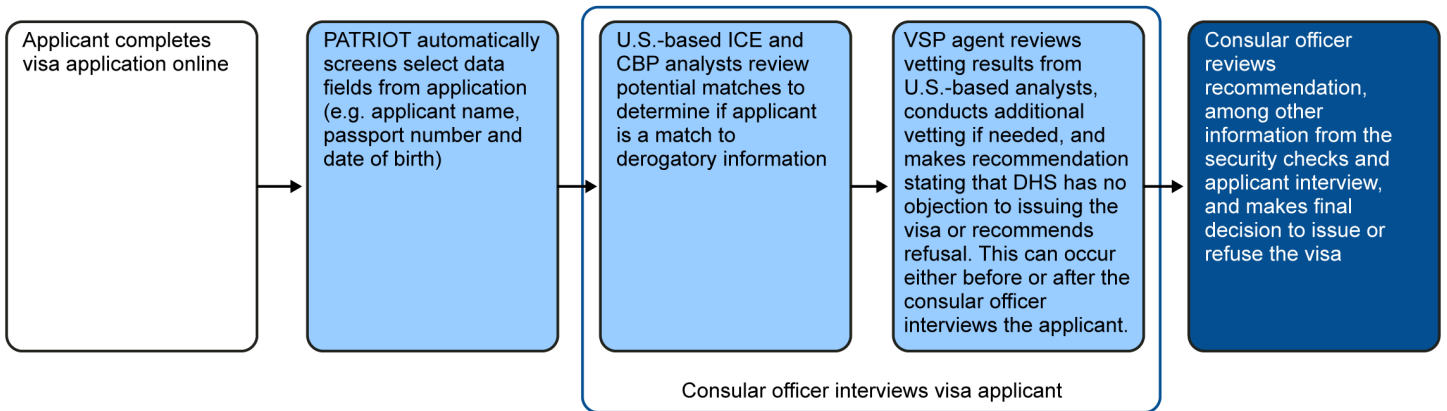 Applicant completes
visa application online
PATRIOT automatically
screens select data
fields from application
(e.g. applicant name,
passport number and
date of birth)
U.S.-based ICE and
CBP analysts review
potential matches to
determine if applicant
is a match to
derogatory information
VSP agent reviews
vetting results from
U.S.-based analysts,
conducts additional
vetting if needed, and
makes recommendation
stating that DHS has no
objection to issuing the
visa or recommends
refusal. This can occur
either before or after the
consular officer
interviews the applicant.
Consular officer
reviews
recommendation,
among other
information from the
security checks and
applicant interview,
and makes final
decision to issue or
refuse the visa
Consular officer interviews visa applicant